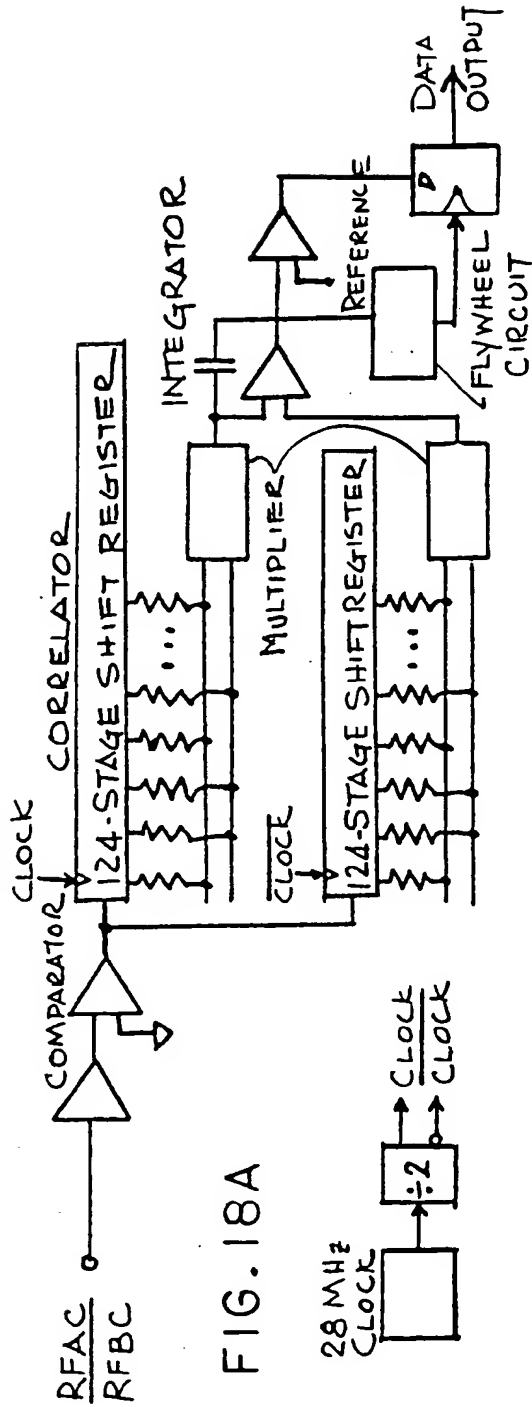 CORRELATOR
CLOCK
124-STAGE SHIFT REGISTER
COMPARATOR
INTEGRATOR
RFAC
RFBC
...
MULTIPLIER
REFERENCE
D
DATA
OUTPUT
CLOCK
124-STAGE SHIFT REGISTER
...
FLYWHEEL
CIRCUIT
FIG. 18A
28 MHz
CLOCK
÷2
CLOCK
CLOCK